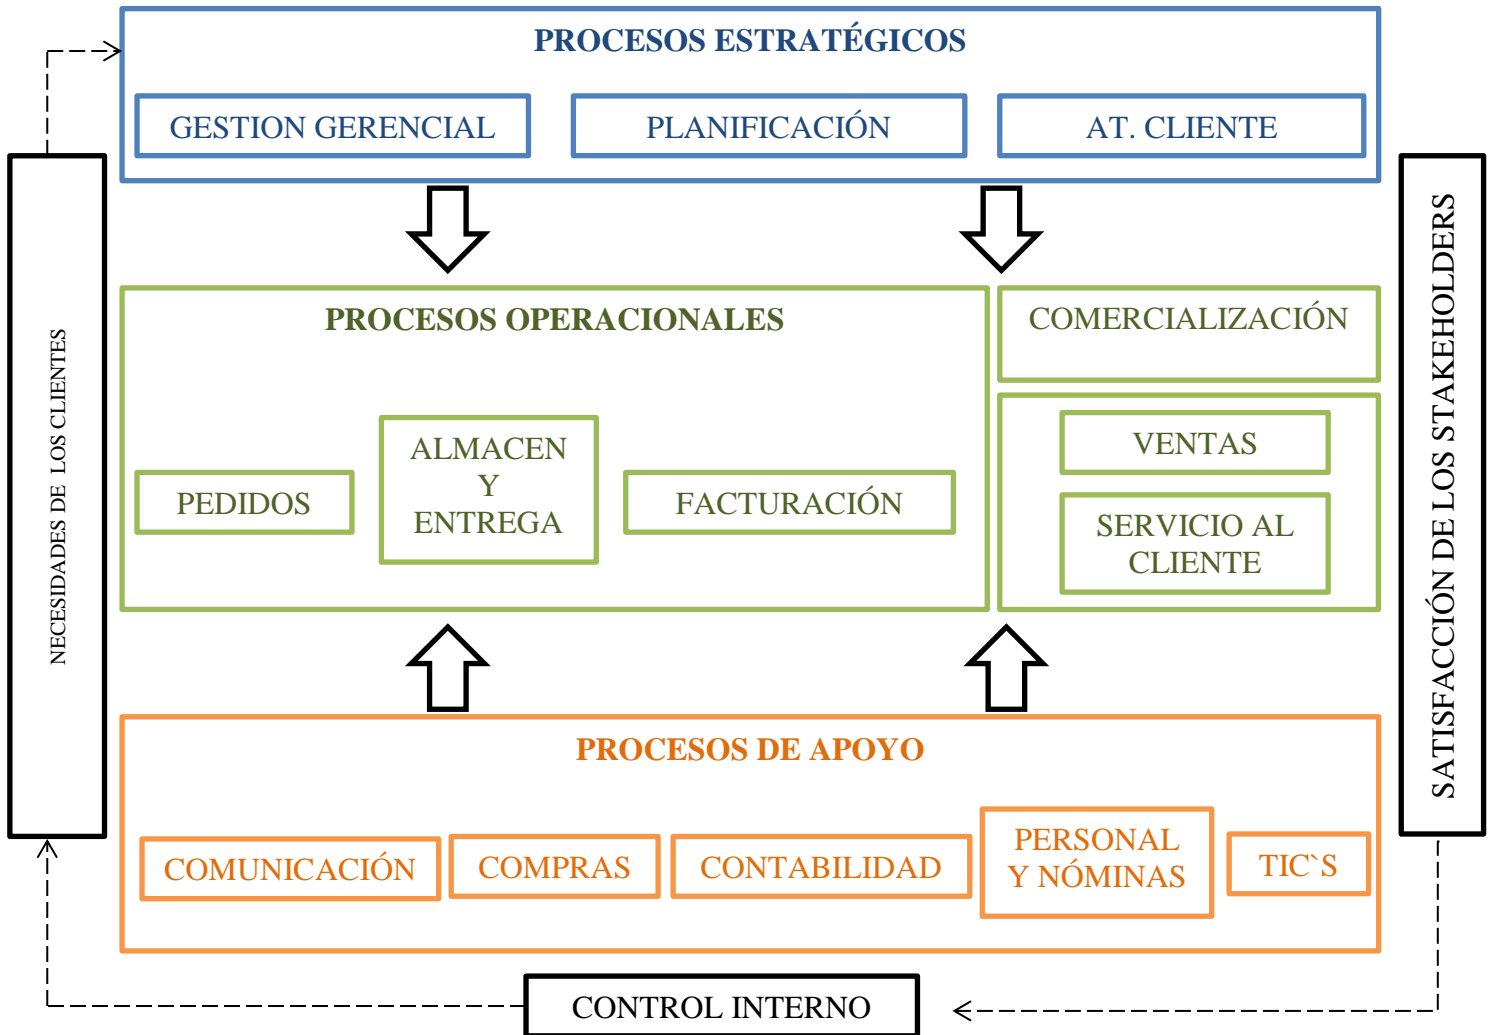 PROCESOS ESTRATÉGICOS
GESTION GERENCIAL
PLANIFICACIÓN
AT. CLIENTE
NECESIDADES DE LOS CLIENTES
PROCESOS OPERACIONALES
PEDIDOS
ALMACEN
Y
ENTREGA
FACTURACIÓN
COMERCIALIZACIÓN
VENTAS
SERVICIO AL
CLIENTE
SATISFACCIÓN DE LOS STAKEHOLDERS
PROCESOS DE APOYO
COMUNICACIÓN
COMPRAS
CONTABILIDAD
PERSONAL
Y NÓMINAS
TIC`S
CONTROL INTERNO